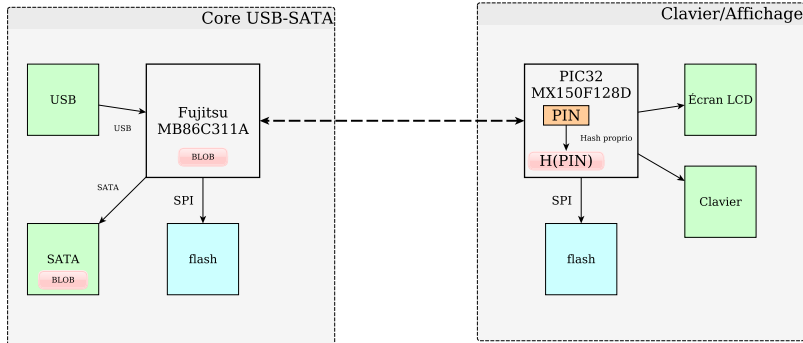 Core USB-SATA
USB
USB
Fujitsu
MB86C311A
BLOB
SATA
SPI
SATA
BLOB
flash
Clavier/Affichage
PIC32
MX150F128D
PIN
Hash proprio
H(PIN)
Écran LCD
Clavier
SPI
flash